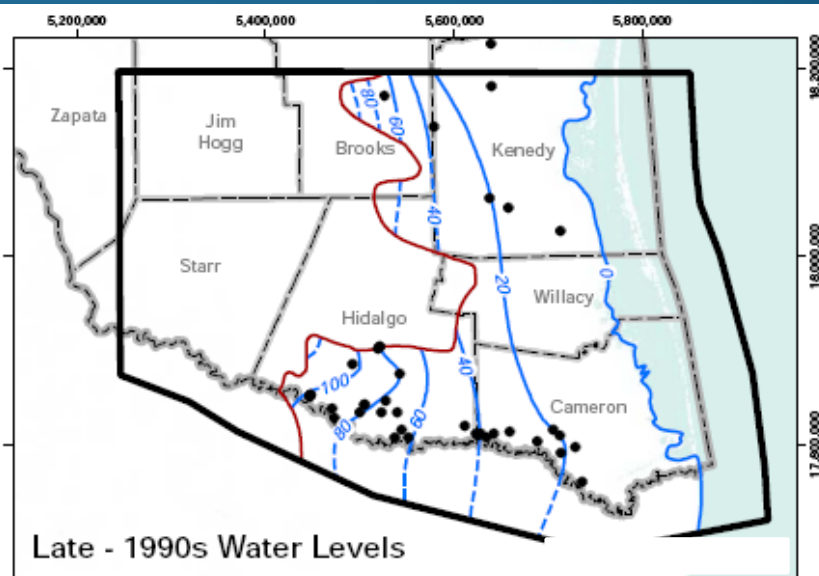 5,200,000 5,400,000 5,600,000 5,800,000
18,200,000
80
Zapata
Jim
Hogg
60
Brooks
Kenedy
40
18,000,000
Starr
0
20
Willacy
Hidalgo
40
100
Cameron
60
80
17,800,000
Late - 1990s Water Levels